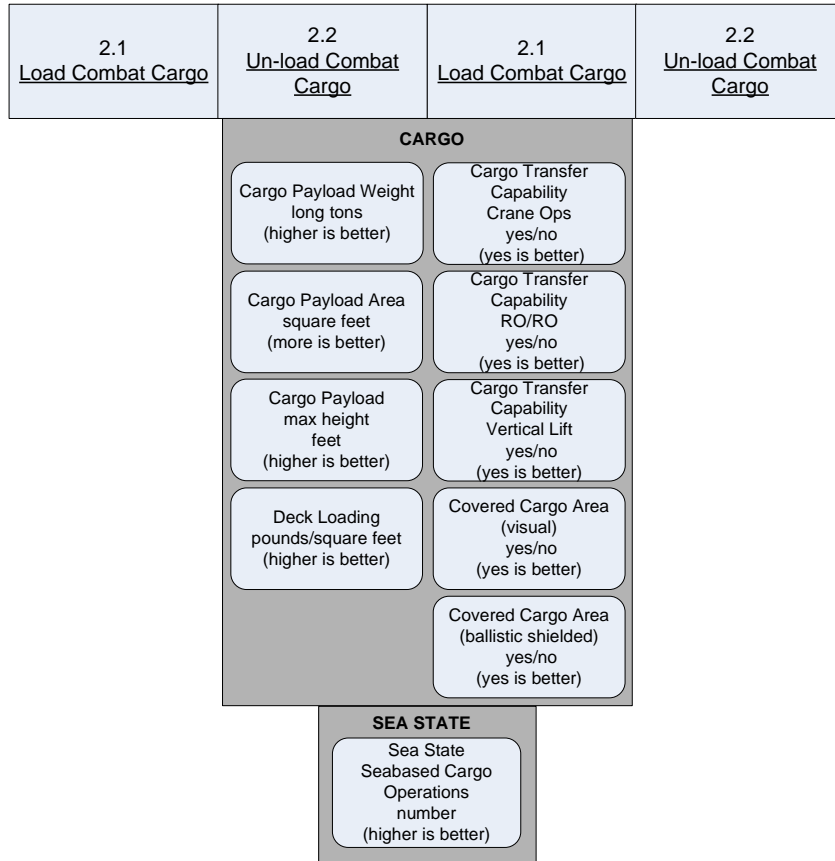 2.1
Load Combat Cargo
2.2
Un-load Combat
Cargo
2.1
Load Combat Cargo
2.2
Un-load Combat
Cargo
CARGO
Cargo Payload Weight
long tons
(higher is better)
Cargo Transfer
Capability
Crane Ops
yes/no
(yes is better)
Cargo Payload Area
square feet
(more is better)
Cargo Transfer
Capability
RO/RO
yes/no
(yes is better)
Cargo Payload
max height
feet
(higher is better)
Cargo Transfer
Capability
Vertical Lift
yes/no
(yes is better)
Deck Loading
pounds/square feet
(higher is better)
Covered Cargo Area
(visual)
yes/no
(yes is better)
Covered Cargo Area
(ballistic shielded)
yes/no
(yes is better)
SEA STATE
Sea State
Seabased Cargo
Operations
number
(higher is better)